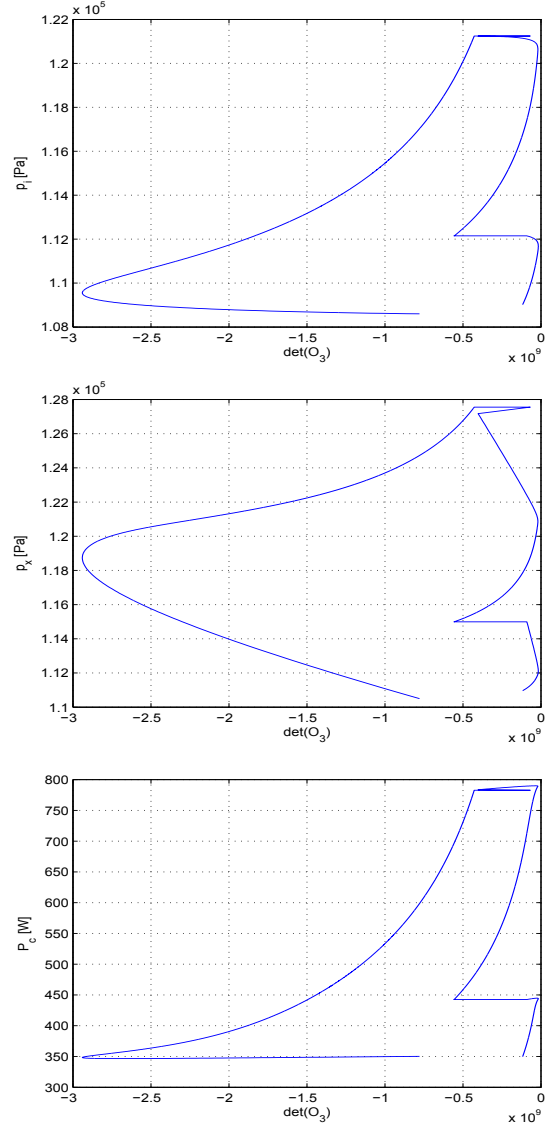 x 10^5
1.22
1.2
1.18
1.16
1.14
1.12
1.1
1.08
p_i [Pa]
−3 −2.5 −2 −1.5 −1 −0.5 0
det(O_3)
x 10^9
x 10^5
1.28
1.26
1.24
1.22
1.2
1.18
1.16
1.14
1.12
1.1
p_x [Pa]
−3 −2.5 −2 −1.5 −1 −0.5 0
det(O_3)
x 10^9
800
750
700
650
600
550
500
450
400
350
300
P_c [W]
−3 −2.5 −2 −1.5 −1 −0.5 0
det(O_3)
x 10^9